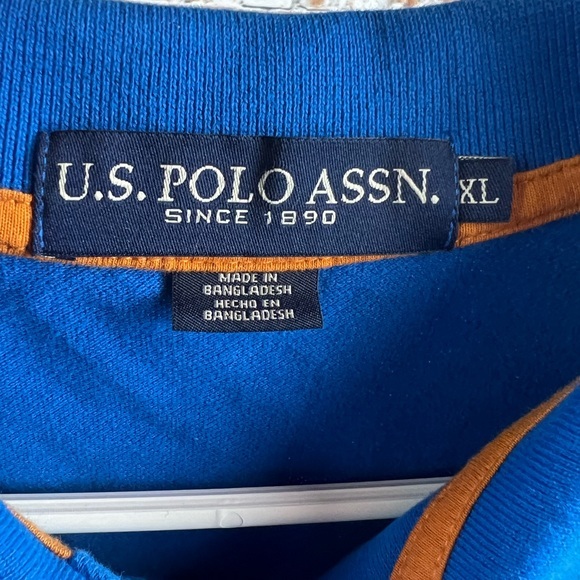 U.S. POLO ASSN.
XL
SINCE 1890
MADE IN
BANGLADESH
HECHO EN
BANGLADESH